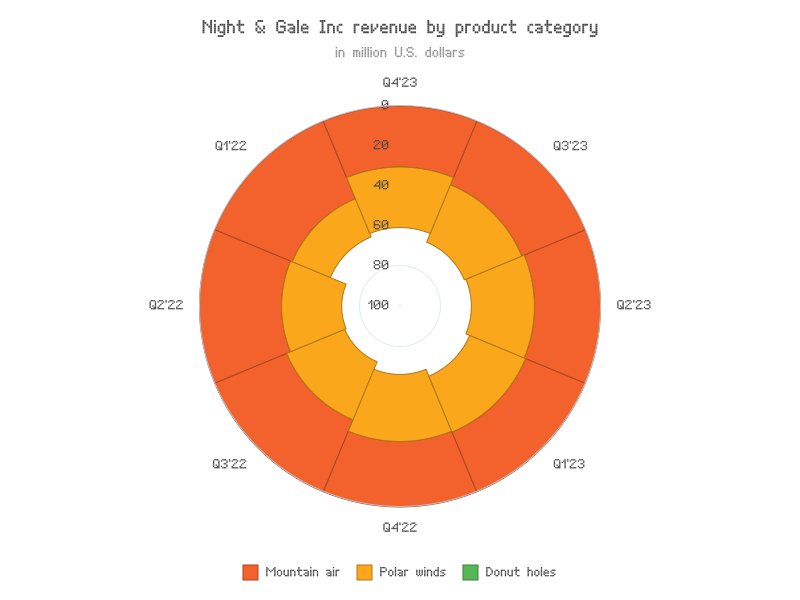 Night & Gale Inc revenue by product category
in million U.S. dollars
Q4'23
0
Q1'22
20
Q3'23
40
60
80
Q2'22
100
Q2'23
Q3'22
Q1'23
Q4'22
Mountain air
Polar winds
Donut holes